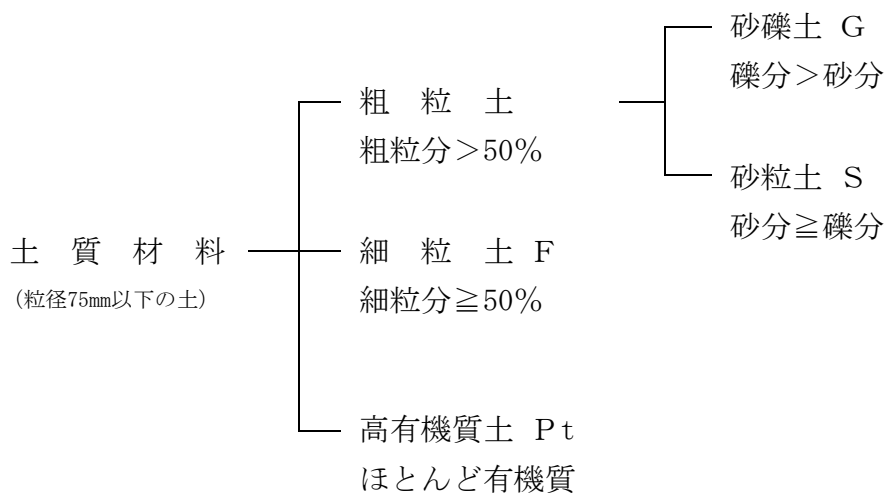 土 質 材 料
(粒径75mm以下の土)
粗 粒 土
粗粒分＞50％
砂礫土 G
礫分＞砂分
砂粒土 S
砂分≧礫分
細 粒 土 F
細粒分≧50％
高有機質土 Pt
ほとんど有機質